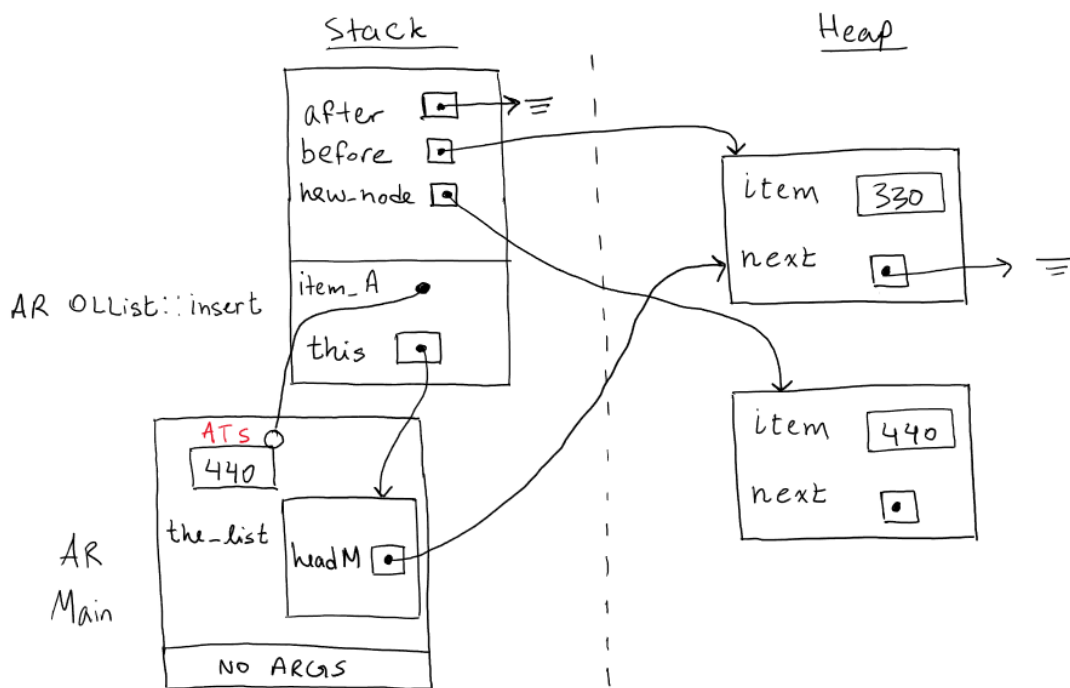 Stack
Heap
after
before
new_node
item 330
next
AR OLList::insert
item_A
this
item 440
next
ATs
440
the_list
headM
AR
Main
NO ARGS